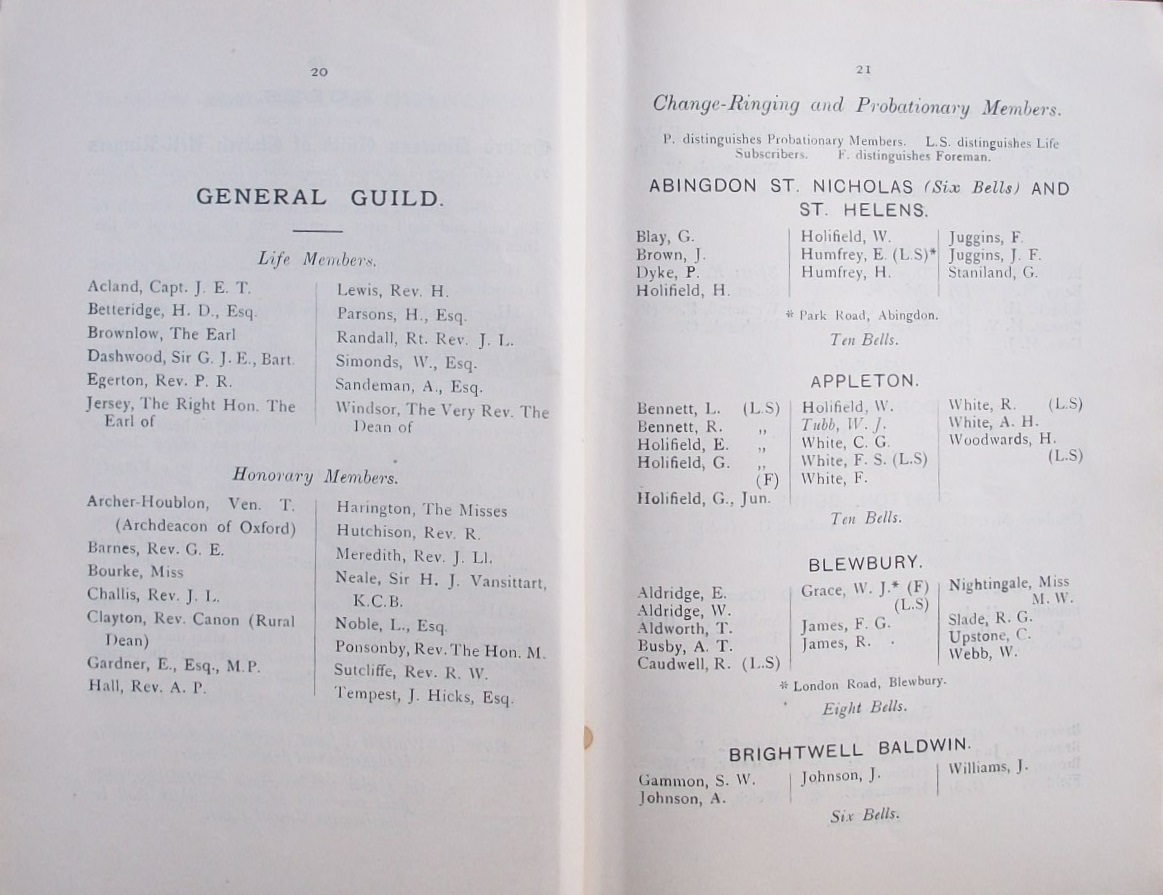 20
GENERAL GUILD.
Life Members.
Acland, Capt. J. E. T.
Betteridge, H. D., Esq.
Brownlow, The Earl
Dashwood, Sir G. J. E., Bart.
Egerton, Rev. P. R.
Jersey, The Right Hon. The
Earl of
Lewis, Rev. H.
Parsons, H., Esq.
Randall, Rt. Rev. J. L.
Simonds, W., Esq.
Sandeman, A., Esq.
Windsor, The Very Rev. The
Dean of
Honorary Members.
Archer-Houblon, Ven. T.
(Archdeacon of Oxford)
Barnes, Rev. G. E.
Bourke, Miss
Challis, Rev. J. L.
Clayton, Rev. Canon (Rural
Dean)
Gardner, E., Esq., M.P.
Hall, Rev. A. P.
Harington, The Misses
Hutchison, Rev. R.
Meredith, Rev. J. Ll.
Neale, Sir H. J. Vansittart,
K.C.B.
Noble, L., Esq.
Ponsonby, Rev. The Hon. M.
Sutcliffe, Rev. R. W.
Tempest, J. Hicks, Esq.
21
Change-Ringing and Probationary Members.
P. distinguishes Probationary Members. L.S. distinguishes Life
Subscribers. F. distinguishes Foreman.
ABINGDON ST. NICHOLAS (Six Bells) AND
ST. HELENS.
Blay, G.
Brown, J.
Dyke, P.
Holifield, H.
Holifield, W.
Humfrey, E. (L.S)*
Humfrey, H.
Juggins, F.
Juggins, J. F.
Staniland, G.
* Park Road, Abingdon.
Ten Bells.
APPLETON.
Bennett, L. (L.S)
Bennett, R. ,,
Holifield, E. ,,
Holifield, G. ,,
(F)
Holifield, G., Jun.
Holifield, W.
Tubb, W. J.
White, C. G.
White, F. S. (L.S)
White, F.
White, R. (L.S)
White, A. H.
Woodwards, H.
(L.S)
Ten Bells.
BLEWBURY.
Aldridge, E.
Aldridge, W.
Aldworth, T.
Busby, A. T.
Caudwell, R. (L.S)
Grace, W. J.* (F)
(L.S)
James, F. G.
James, R.
Nightingale, Miss
M. W.
Slade, R. G.
Upstone, C.
Webb, W.
* London Road, Blewbury.
Eight Bells.
BRIGHTWELL BALDWIN.
Gammon, S. W.
Johnson, A.
Johnson, J.
Williams, J.
Six Bells.